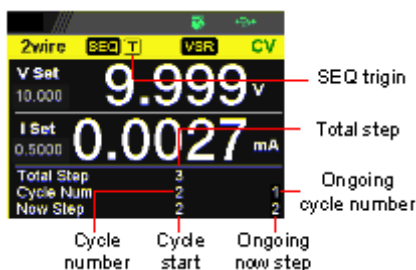 2wire SEQ T VSR CV
V Set
10.000
9.999 v
I Set
0.5000
0.0027 mA
Total Step 3
Cycle Num 2 1
Now Step 2 2
SEQ trigin
Total step
Ongoing
cycle number
Cycle
number
Cycle
start
Ongoing
now step